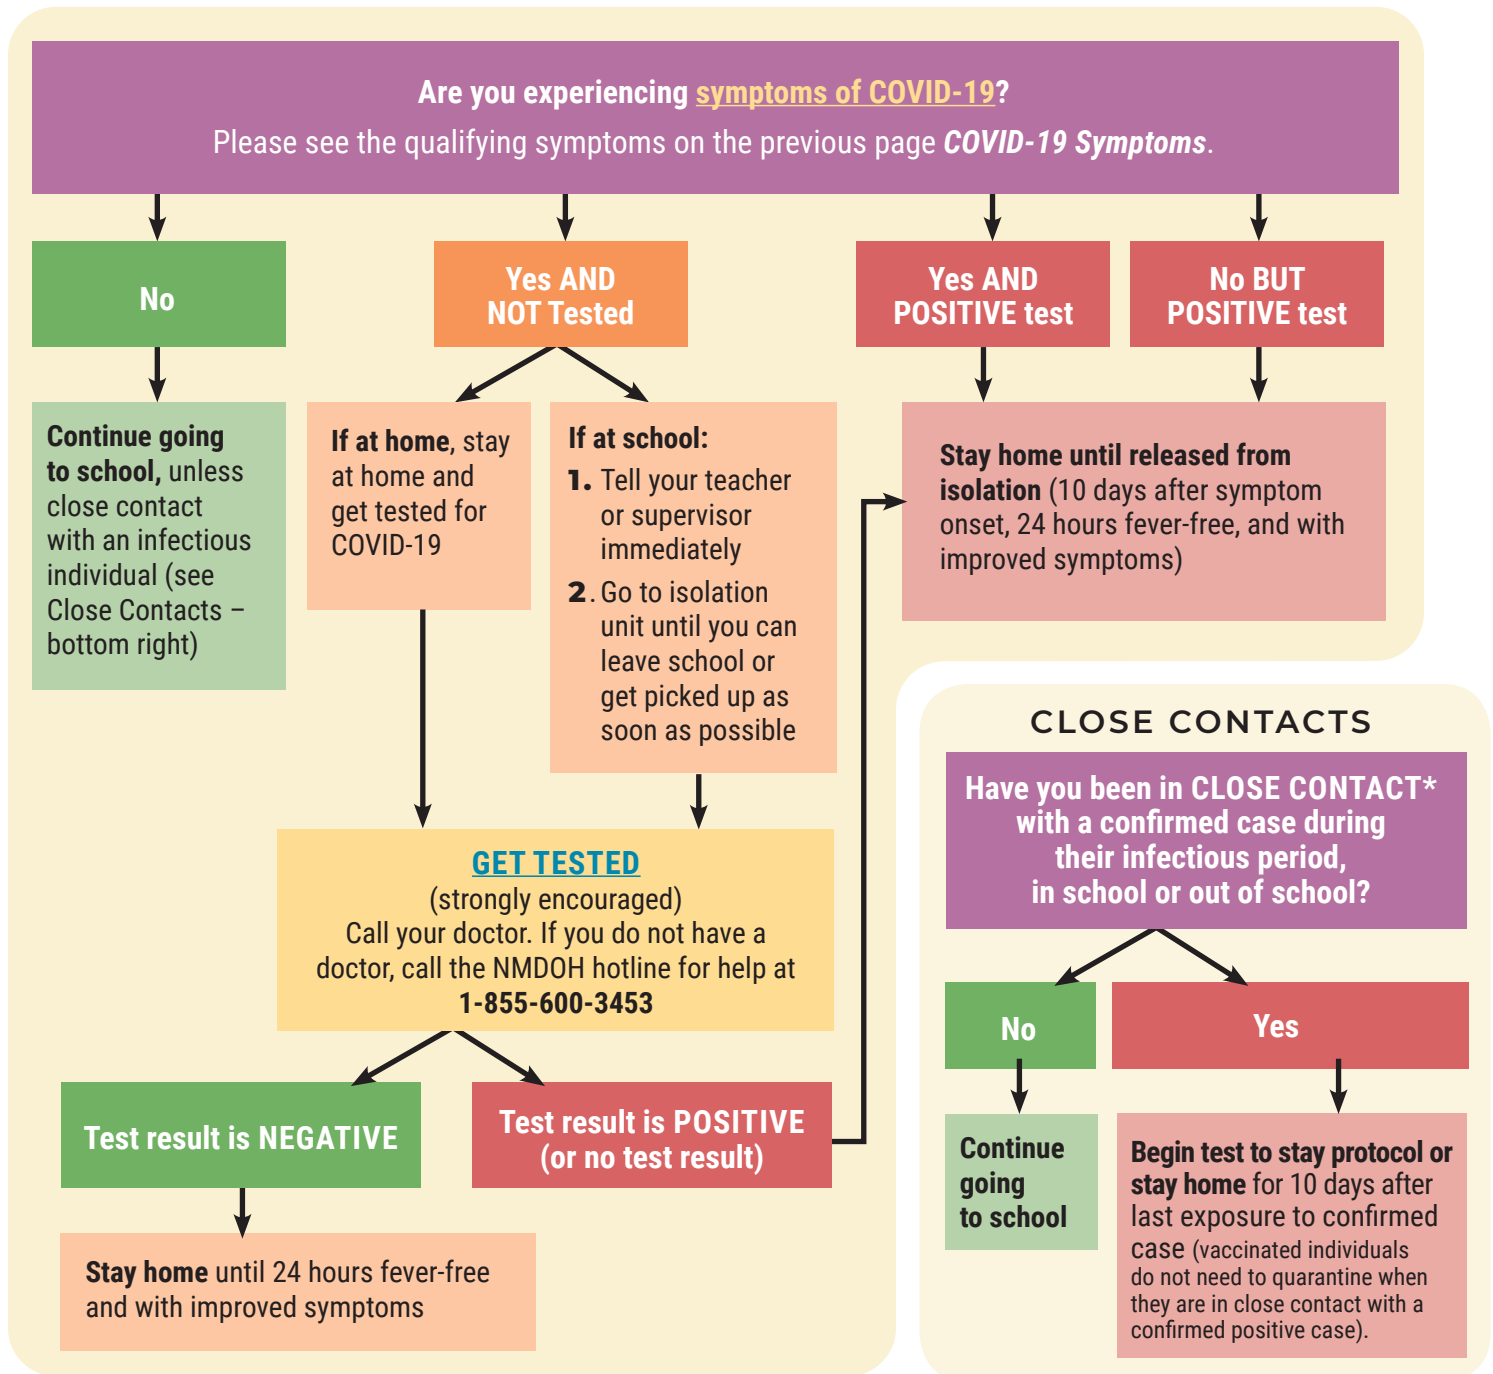 Are you experiencing symptoms of COVID-19?
Please see the qualifying symptoms on the previous page COVID-19 Symptoms.
No
Yes AND
NOT Tested
Yes AND
POSITIVE test
No BUT
POSITIVE test
Continue going
to school, unless
close contact
with an infectious
individual (see
Close Contacts –
bottom right)
If at home, stay
at home and
get tested for
COVID-19
If at school:
1. Tell your teacher
or supervisor
immediately
2. Go to isolation
unit until you can
leave school or
get picked up as
soon as possible
Stay home until released from
isolation (10 days after symptom
onset, 24 hours fever-free, and with
improved symptoms)
GET TESTED
(strongly encouraged)
Call your doctor. If you do not have a
doctor, call the NMDOH hotline for help at
1-855-600-3453
Test result is NEGATIVE
Test result is POSITIVE
(or no test result)
Stay home until 24 hours fever-free
and with improved symptoms
CLOSE CONTACTS
Have you been in CLOSE CONTACT*
with a confirmed case during
their infectious period,
in school or out of school?
No
Yes
Continue
going
to school
Begin test to stay protocol or
stay home for 10 days after
last exposure to confirmed
case (vaccinated individuals
do not need to quarantine when
they are in close contact with a
confirmed positive case).